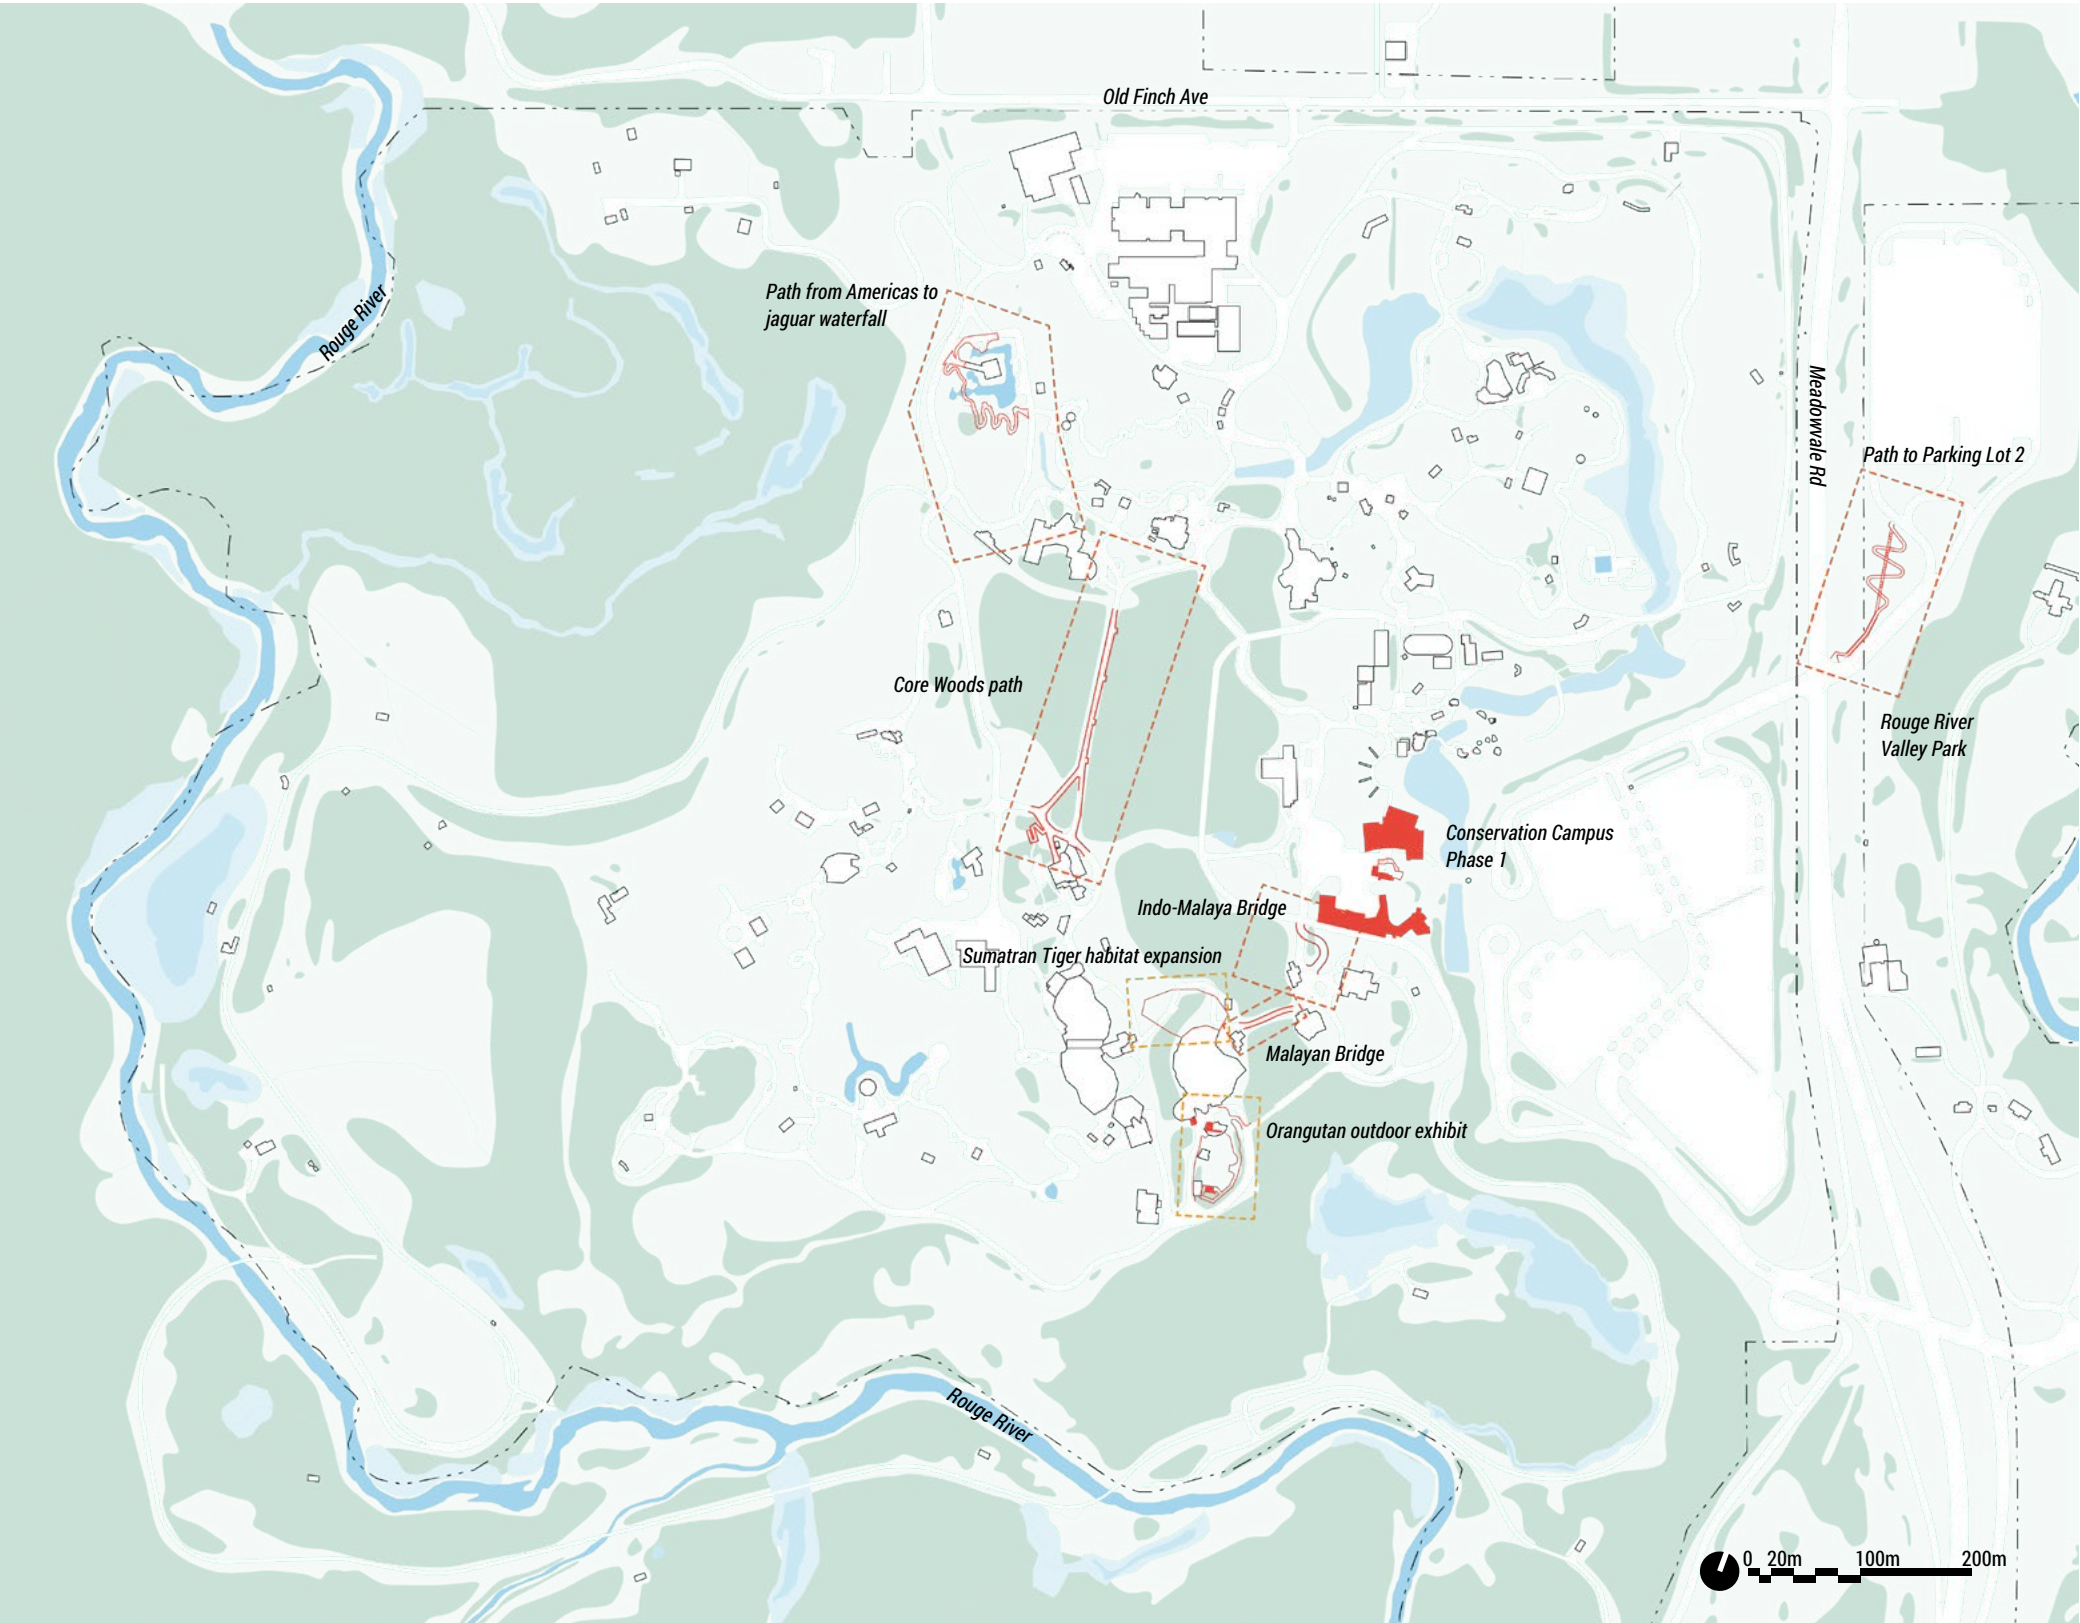 Old Finch Ave
Path from Americas to
jaguar waterfall
Rouge River
Meadowvale Rd
Path to Parking Lot 2
Core Woods path
Rouge River
Valley Park
Conservation Campus
Phase 1
Indo-Malaya Bridge
Sumatran Tiger habitat expansion
Malayan Bridge
Orangutan outdoor exhibit
Rouge River
0 20m 100m 200m